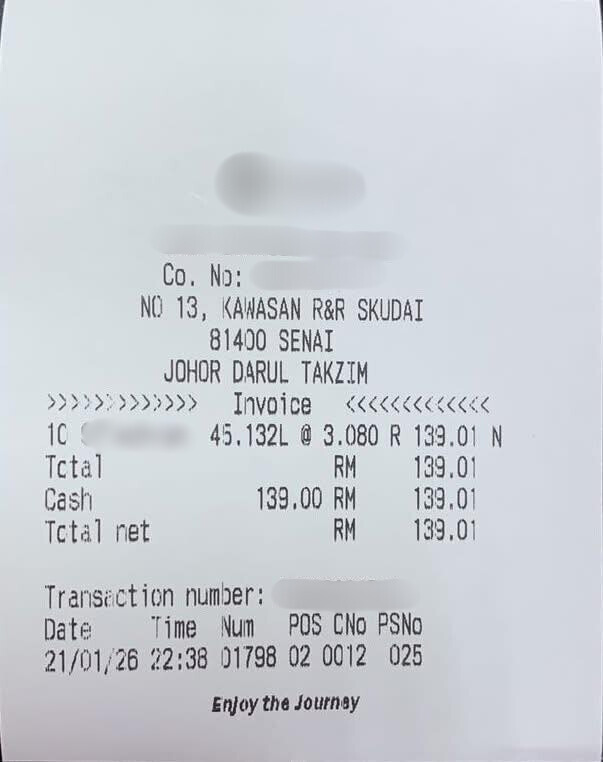 Co. No:
NO 13, KAWASAN R&R SKUDAI
81400 SENAI
JOHOR DARUL TAKZIM
>>>>>>>>>>>>> Invoice <<<<<<<<<<<<<
10 45.132L @ 3.080 R 139.01 N
Total RM 139.01
Cash 139.00 RM 139.01
Total net RM 139.01
Transaction number:
Date Time Num POS CNo PSNo
21/01/26 22:38 01798 02 0012 025
Enjoy the Journey